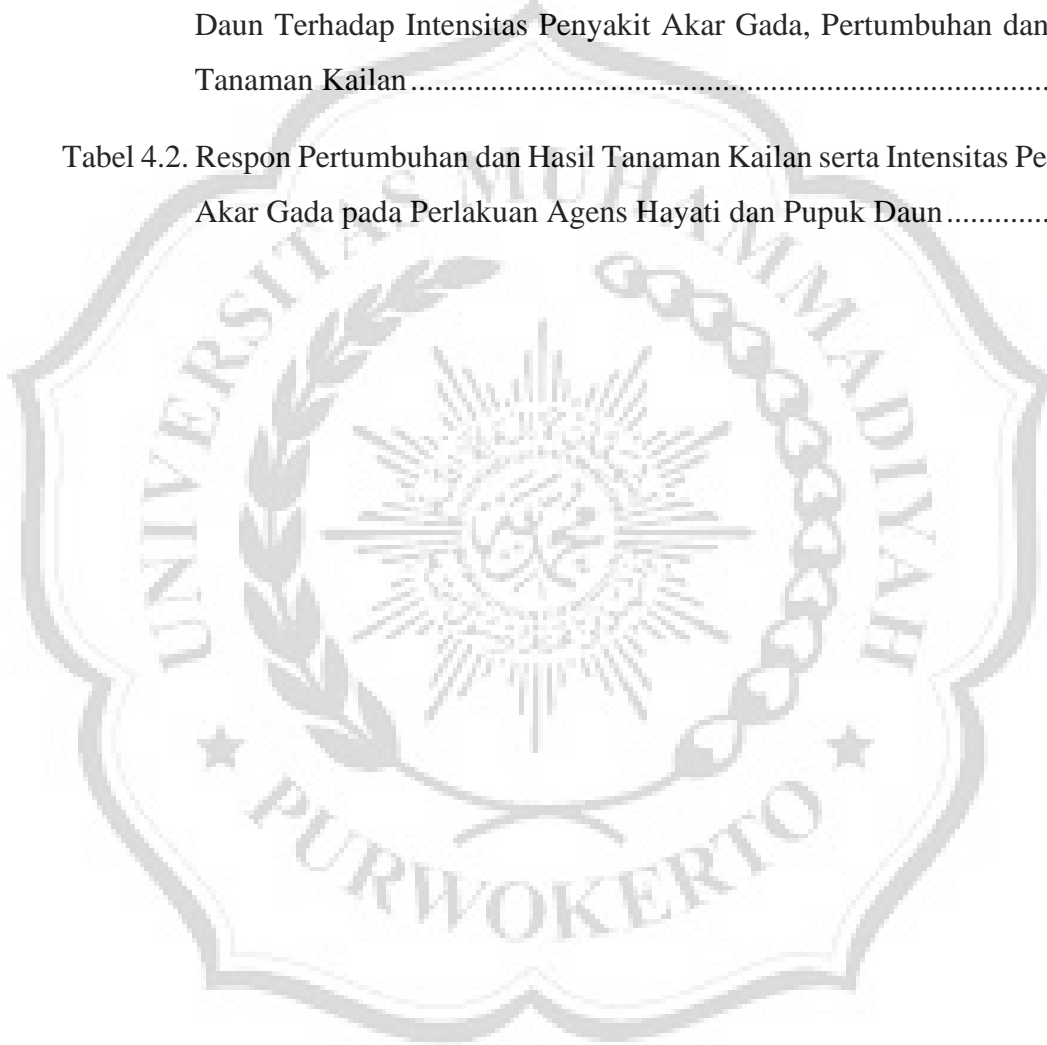 Daun Terhadap Intensitas Penyakit Akar Gada, Pertumbuhan dan
Tanaman Kailan ................................................................................
Tabel 4.2. Respon Pertumbuhan dan Hasil Tanaman Kailan serta Intensitas Pe
Akar Gada pada Perlakuan Agens Hayati dan Pupuk Daun .............
UNIVERSITAS MUHAMMADIYAH
★ PURWOKERTO ★